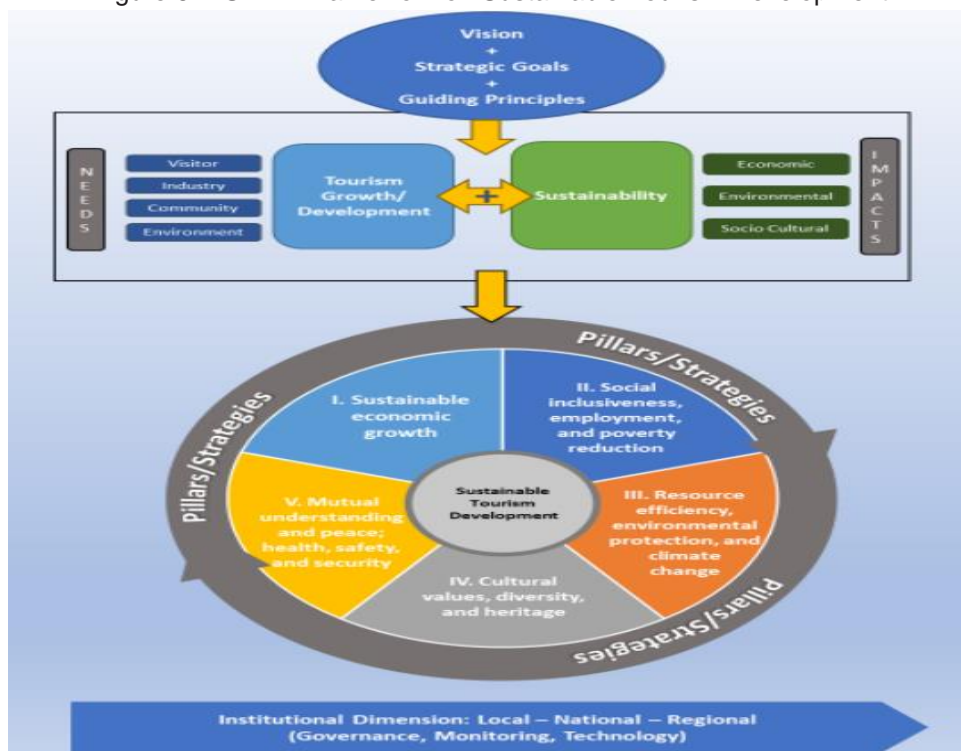 Vision
+
Strategic Goals
+
Guiding Principles
NEEDS
Visitor
Industry
Community
Environment
Tourism
Growth/
Development
+
Sustainability
Economic
Environmental
Socio Cultural
IMPACTS
Pillars/Strategies
Pillars/Strategies
Pillars/Strategies
I. Sustainable
economic
growth
II. Social
inclusiveness,
employment,
and poverty
reduction
III. Resource
efficiency,
environmental
protection, and
climate
change
IV. Cultural
values, diversity,
and heritage
V. Mutual
understanding
and peace;
health, safety,
and security
Sustainable
Tourism
Development
Institutional Dimension: Local – National – Regional
(Governance, Monitoring, Technology)